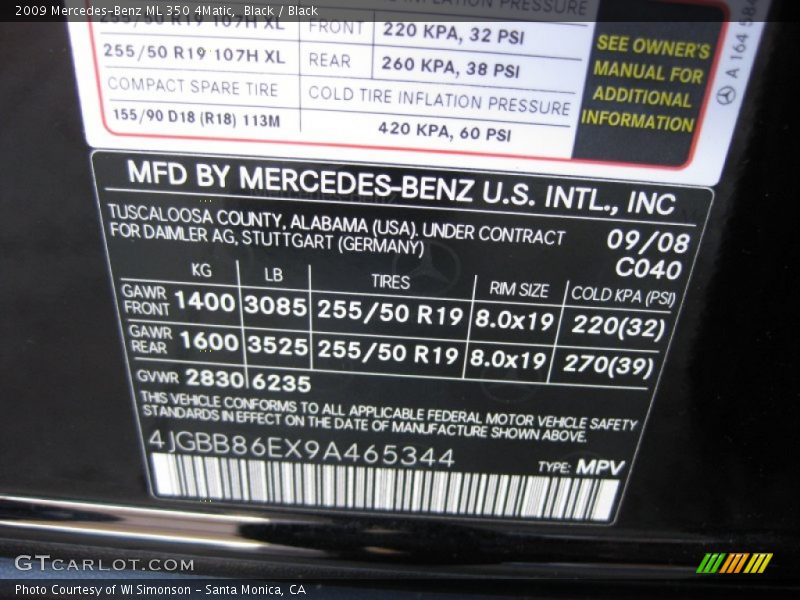 2009 Mercedes-Benz ML 350 4Matic, Black / Black
INFLATION PRESSURE
255/50 R19 107H XL FRONT 220 KPA, 32 PSI
255/50 R19 107H XL REAR 260 KPA, 38 PSI
COMPACT SPARE TIRE COLD TIRE INFLATION PRESSURE
155/90 D18 (R18) 113M 420 KPA, 60 PSI
SEE OWNER'S
MANUAL FOR
ADDITIONAL
INFORMATION
A 164 584
MFD BY MERCEDES-BENZ U.S. INTL., INC
TUSCALOOSA COUNTY, ALABAMA (USA). UNDER CONTRACT
FOR DAIMLER AG, STUTTGART (GERMANY)
09/08
C040
KG LB TIRES RIM SIZE COLD KPA (PSI)
GAWR FRONT 1400 3085 255/50 R19 8.0x19 220(32)
GAWR REAR 1600 3525 255/50 R19 8.0x19 270(39)
GVWR 2830 6235
THIS VEHICLE CONFORMS TO ALL APPLICABLE FEDERAL MOTOR VEHICLE SAFETY
STANDARDS IN EFFECT ON THE DATE OF MANUFACTURE SHOWN ABOVE.
4JGBB86EX9A465344
TYPE: MPV
GTCARLOT.COM
Photo Courtesy of WI Simonson - Santa Monica, CA